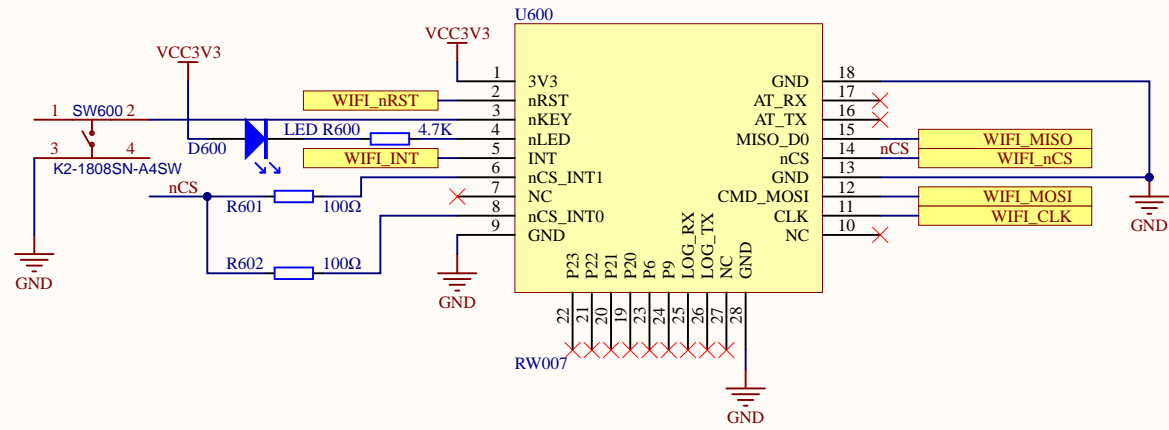 U600
VCC3V3
VCC3V3
1 3V3 GND 18
WIFI_nRST 2 nRST AT_RX 17
1 SW600 2 3 nKEY AT_TX 16
D600 LED R600 4.7K 4 nLED MISO_D0 15 WIFI_MISO
3 4 WIFI_INT 5 INT nCS 14 nCS WIFI_nCS
K2-1808SN-A4SW 6 nCS_INT1 GND 13
nCS 7 NC CMD_MOSI 12 WIFI_MOSI
R601 100Ω 8 nCS_INT0 CLK 11 WIFI_CLK
9 GND NC 10
GND
R602 100Ω
GND
GND
P23 P22 P21 P20 P6 P9 LOG_RX LOG_TX NC GND
22 21 20 19 23 24 25 26 27 28
RW007
GND